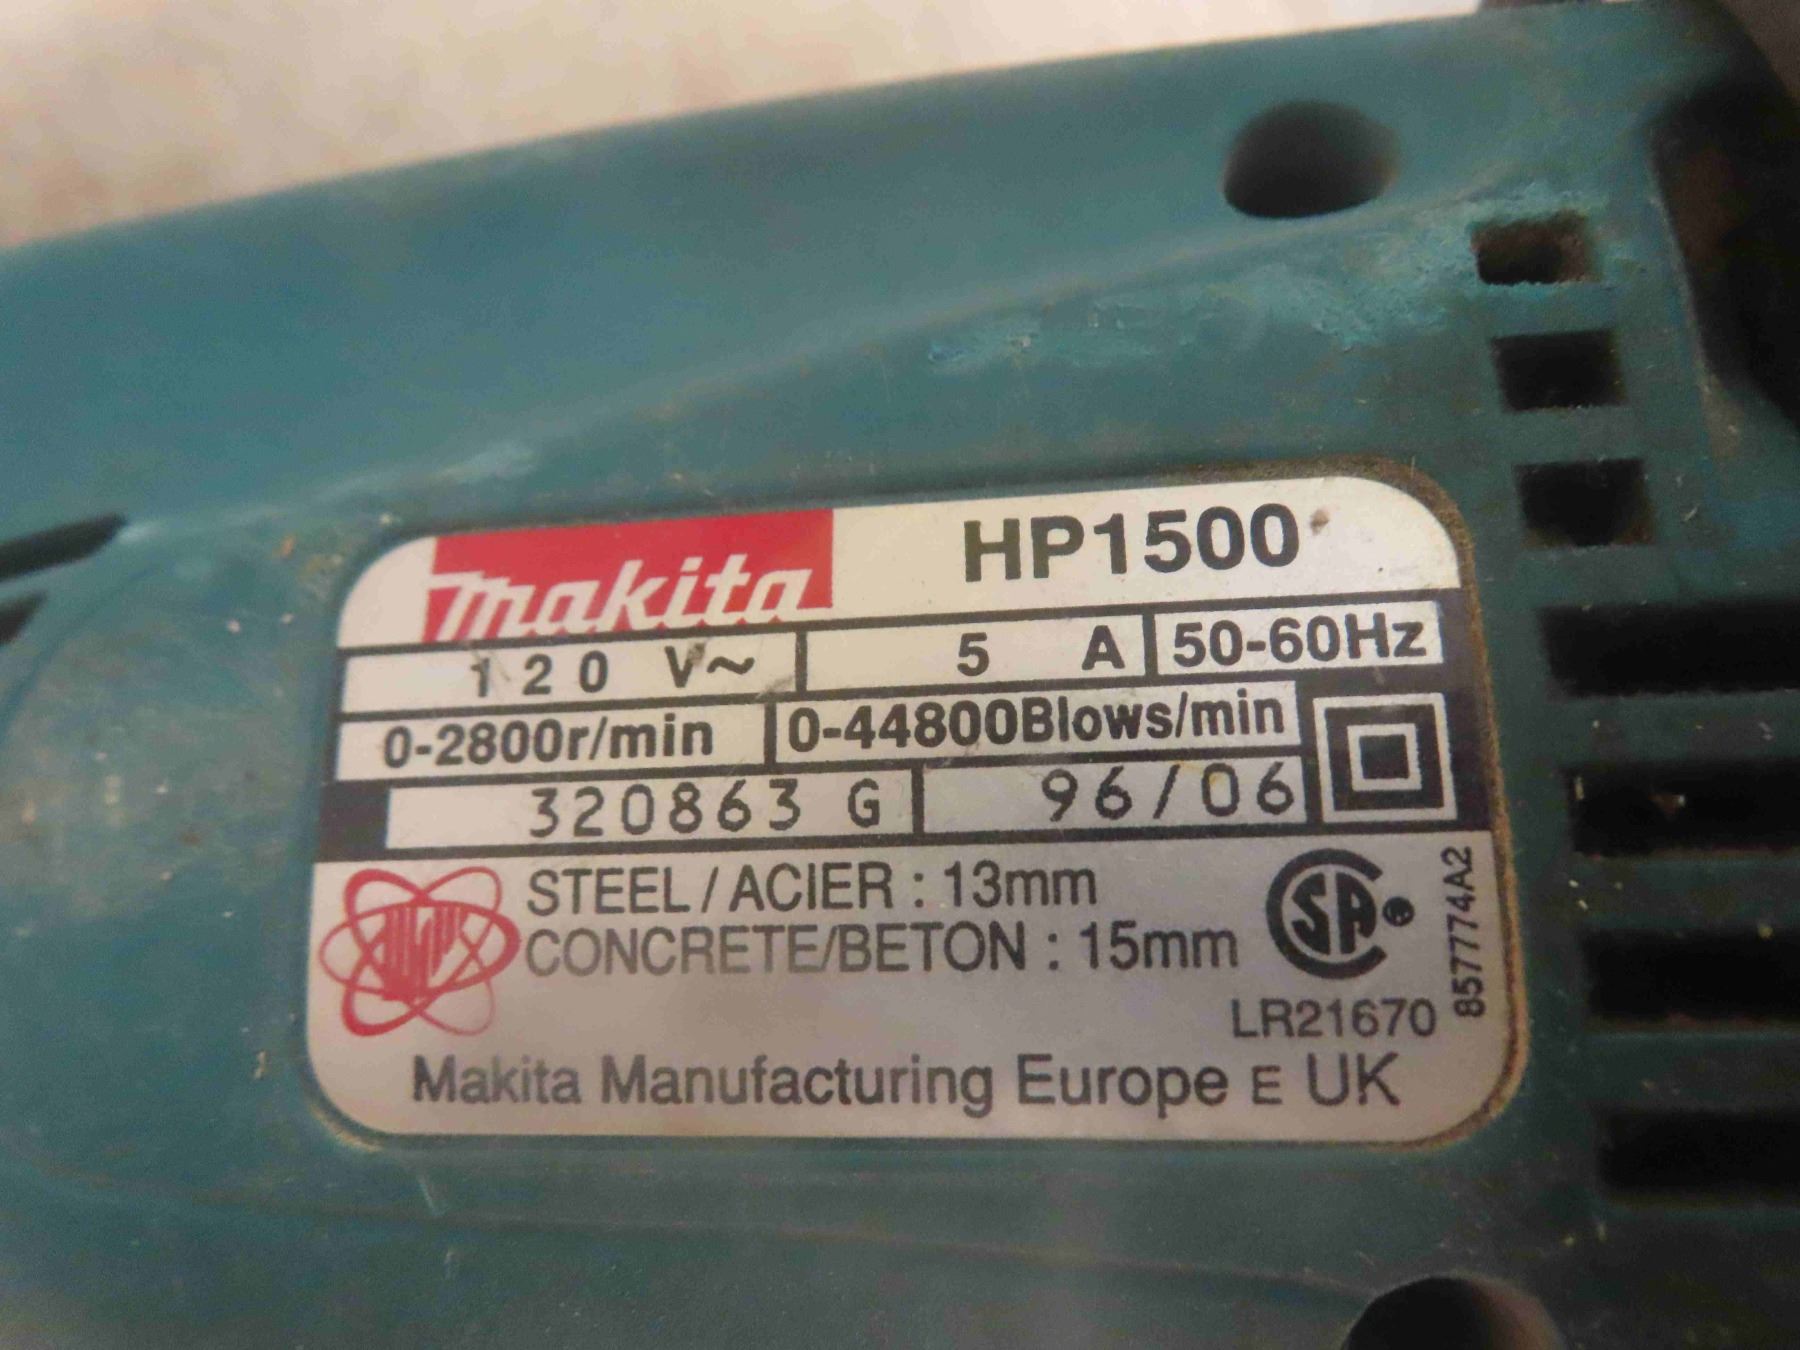 makita HP1500
120 V~ 5 A 50-60Hz
0-2800r/min 0-44800Blows/min
320863 G 96/06
STEEL/ACIER : 13mm
CONCRETE/BETON : 15mm
SA
LR21670
857774A2
Makita Manufacturing Europe E UK